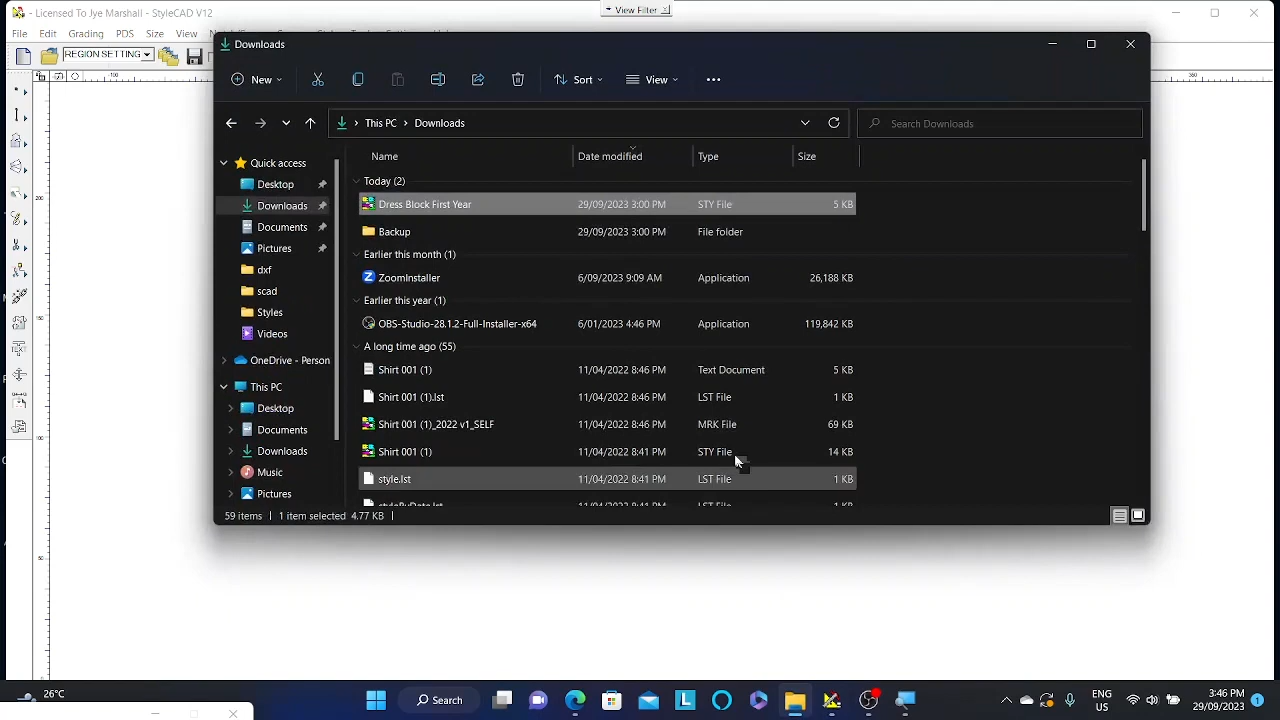 - Licensed To Jye Marshall - StyleCAD V12
View Filter
File Edit Grading PDS Size View
REGION SETTING
Downloads
New Sort View
This PC > Downloads
Search Downloads
Name Date modified Type Size
Quick access
Desktop
Downloads
Documents
Pictures
dxf
scad
Styles
Videos
OneDrive - Person
This PC
Desktop
Documents
Downloads
Music
Pictures
Today (2)
Dress Block First Year 29/09/2023 3:00 PM STY File 5 KB
Backup 29/09/2023 3:00 PM File folder
Earlier this month (1)
ZoomInstaller 6/09/2023 9:09 AM Application 26,188 KB
Earlier this year (1)
OBS-Studio-28.1.2-Full-Installer-x64 6/01/2023 4:46 PM Application 119,842 KB
A long time ago (55)
Shirt 001 (1) 11/04/2022 8:46 PM Text Document 5 KB
Shirt 001 (1).lst 11/04/2022 8:46 PM LST File 1 KB
Shirt 001 (1)_2022 v1_SELF 11/04/2022 8:46 PM MRK File 69 KB
Shirt 001 (1) 11/04/2022 8:41 PM STY File 14 KB
style.lst 11/04/2022 8:41 PM LST File 1 KB
59 items 1 item selected 4.77 KB
26°C
Search
ENG
US
3:46 PM
29/09/2023